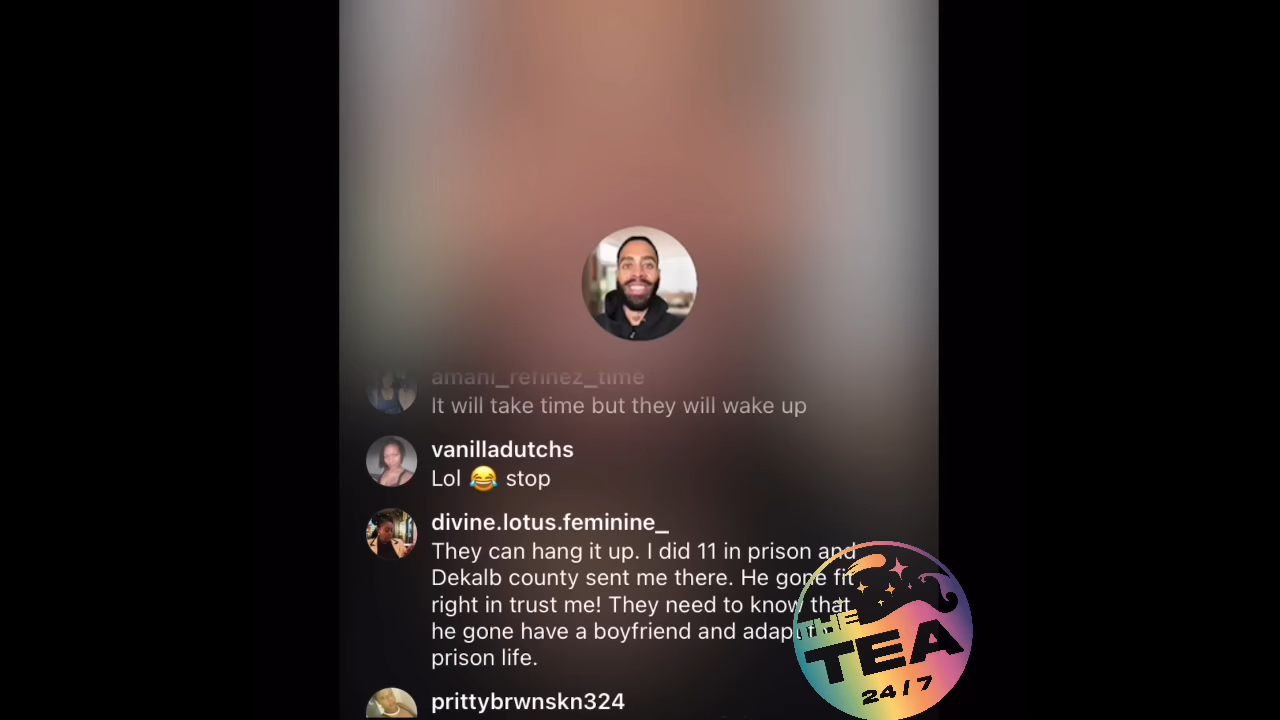 amani_refinez_time
It will take time but they will wake up
vanilladutchs
Lol 😂 stop
divine.lotus.feminine_
They can hang it up. I did 11 in prison and
Dekalb county sent me there. He gone fit
right in trust me! They need to know that
he gone have a boyfriend and adapt
prison life.
prittybrwnskn324
THE
TEA
24/7